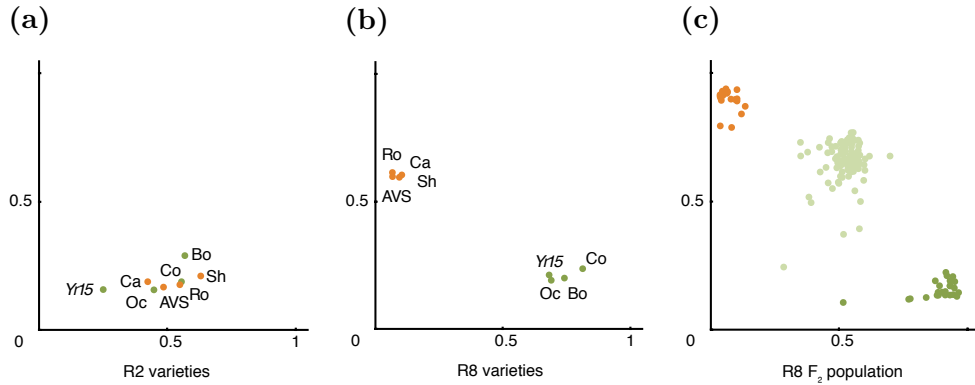 (a)
0.5
Bo
Co
Sh
Yr15
Ca
Oc
AVS
Ro
0
0.5
1
R2 varieties
(b)
Ro
Ca
Sh
AVS
0.5
Yr15
Co
Oc
Bo
0
0.5
1
R8 varieties
(c)
0.5
0
0.5
R8 F₂ population